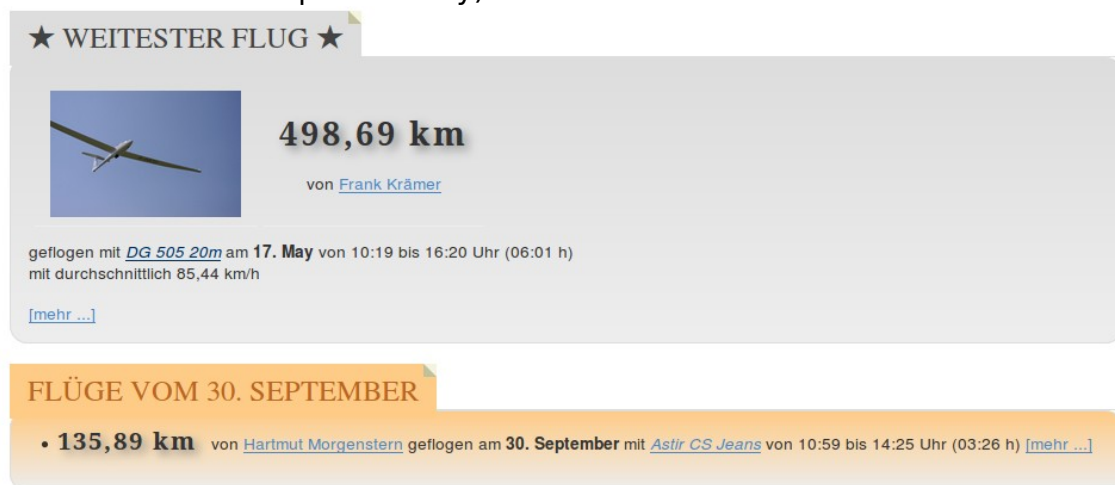 ★ WEITESTER FLUG ★
498,69 km
von Frank Krämer
geflogen mit DG 505 20m am 17. May von 10:19 bis 16:20 Uhr (06:01 h)
mit durchschnittlich 85,44 km/h
[mehr ...]
FLÜGE VOM 30. SEPTEMBER
• 135,89 km von Hartmut Morgenstern geflogen am 30. September mit Astir CS Jeans von 10:59 bis 14:25 Uhr (03:26 h) [mehr ...]